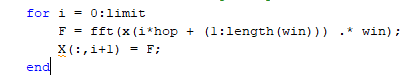 for i = 0:limit
F = fft(x(i*hop + (1:length(win))) .* win);
X(:,i+1) = F;
end